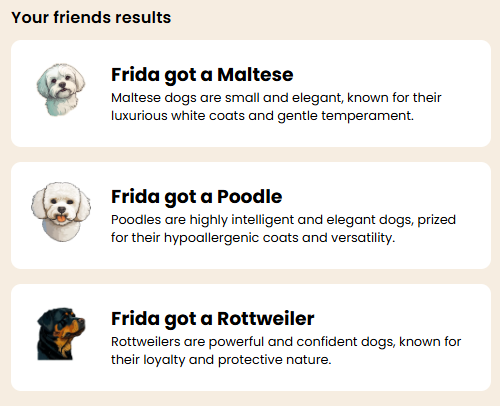 Your friends results
Frida got a Maltese
Maltese dogs are small and elegant, known for their
luxurious white coats and gentle temperament.
Frida got a Poodle
Poodles are highly intelligent and elegant dogs, prized
for their hypoallergenic coats and versatility.
Frida got a Rottweiler
Rottweilers are powerful and confident dogs, known for
their loyalty and protective nature.